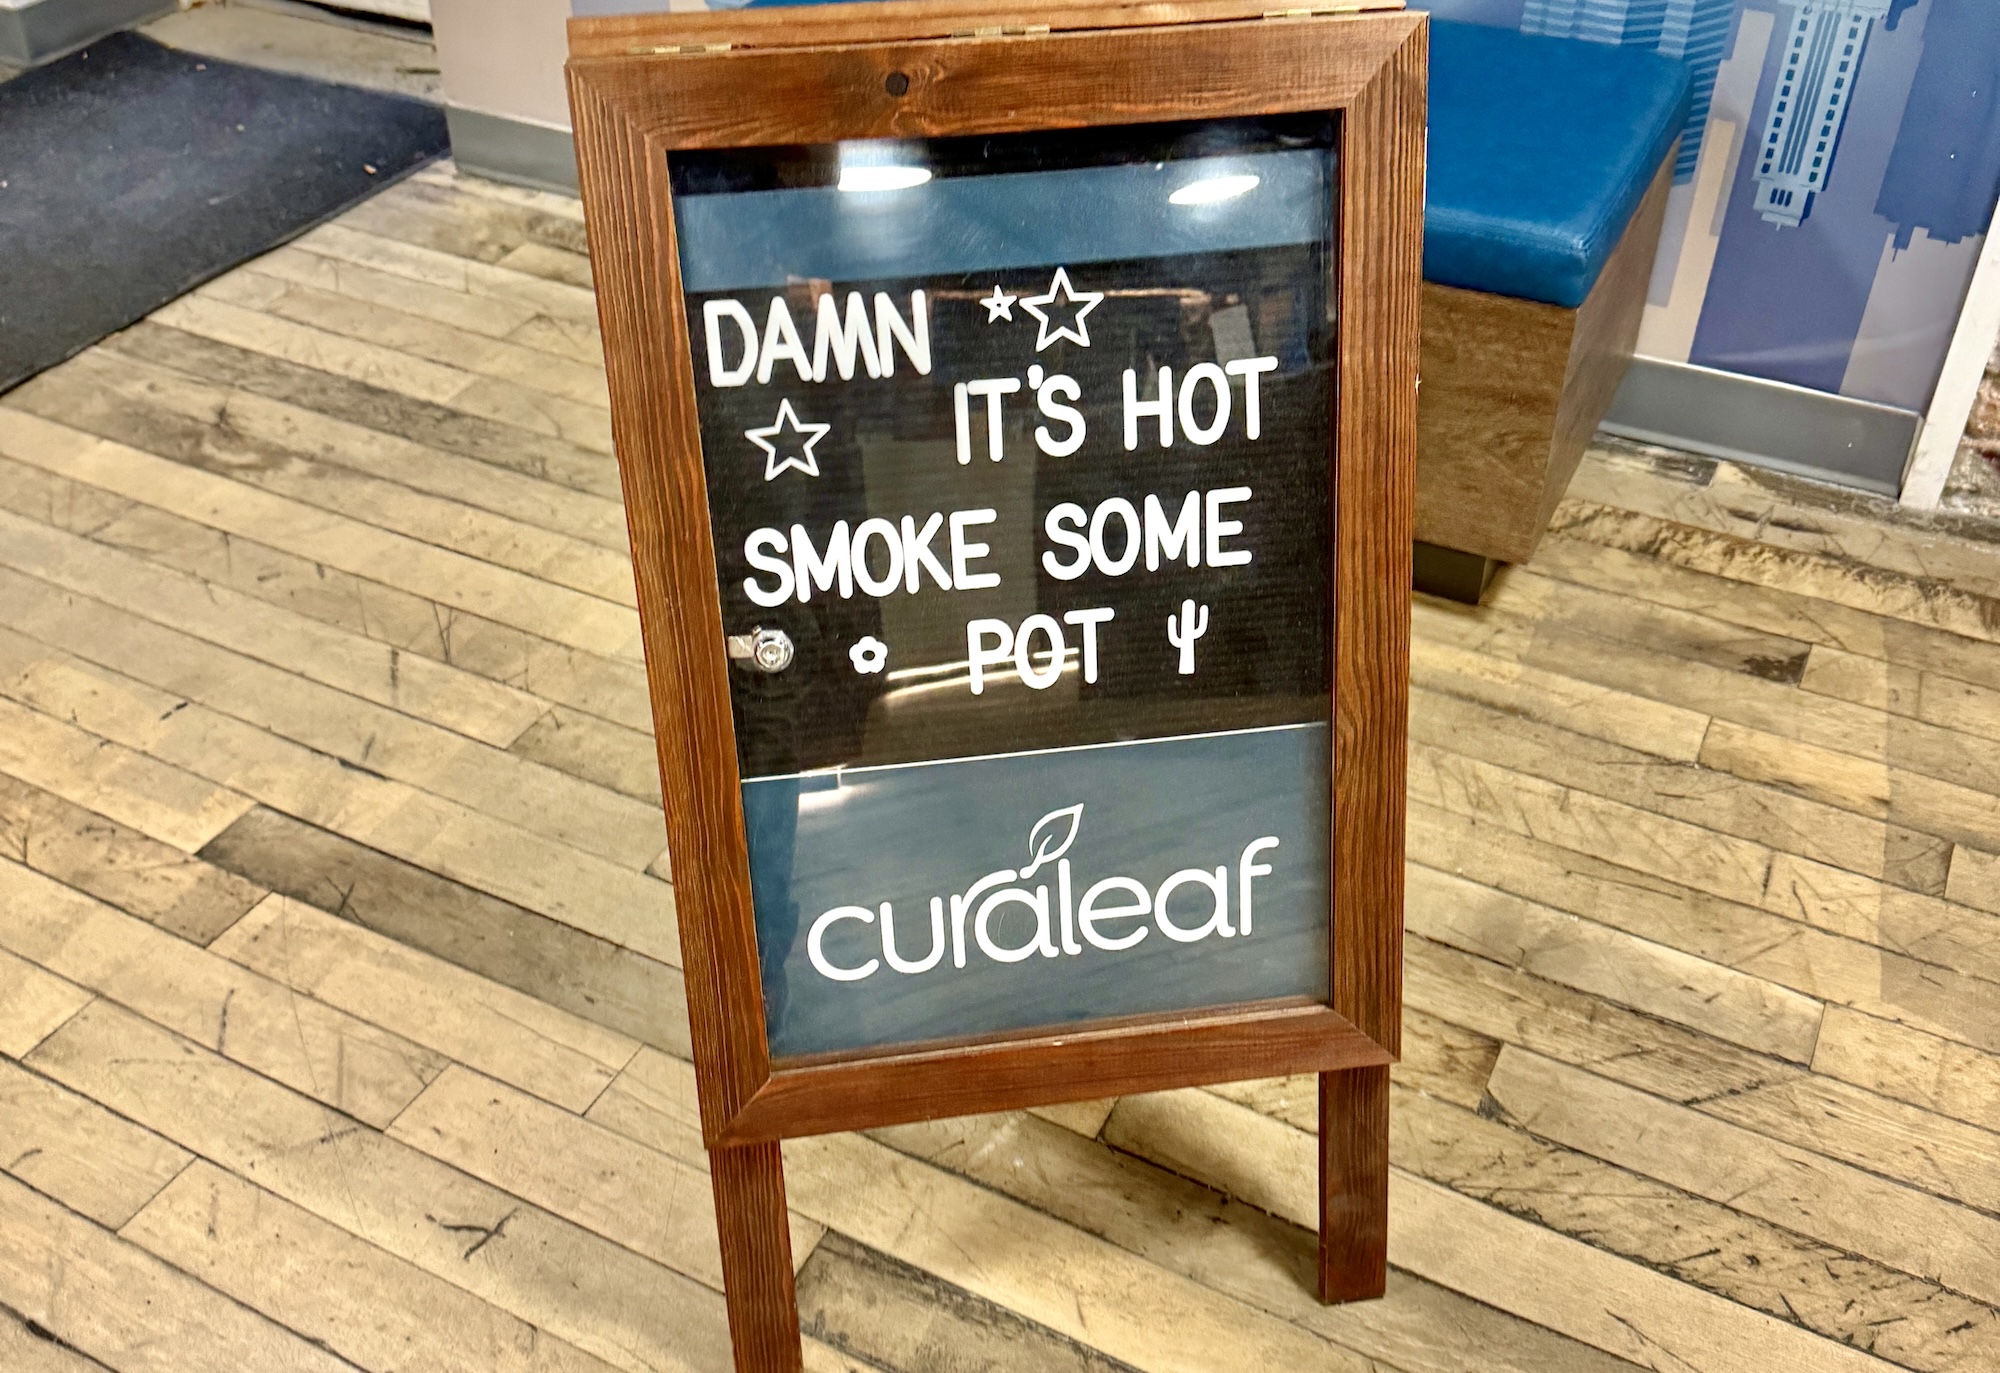 DAMN
IT'S HOT
SMOKE SOME
POT
curaleaf